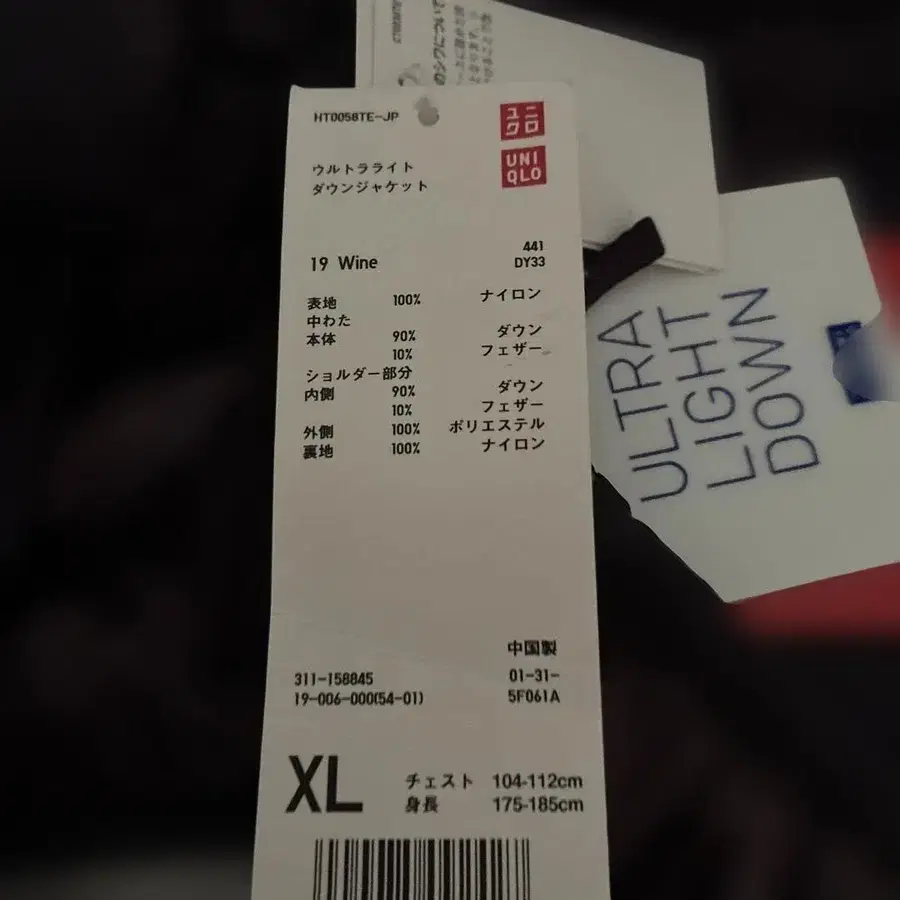 HT0058TE-JP
ユニ
クロ
UNI
QLO
ウルトラライト
ダウンジャケット
441
19 Wine DY33
表地 100% ナイロン
中わた
本体 90% ダウン
10% フェザー
ショルダー部分
内側 90% ダウン
10% フェザー
外側 100% ポリエステル
裏地 100% ナイロン
中国製
311-158845 01-31-
19-006-000(54-01) 5F061A
XL チェスト 104-112cm
身長 175-185cm
ULTRA
LIGHT
DOWN